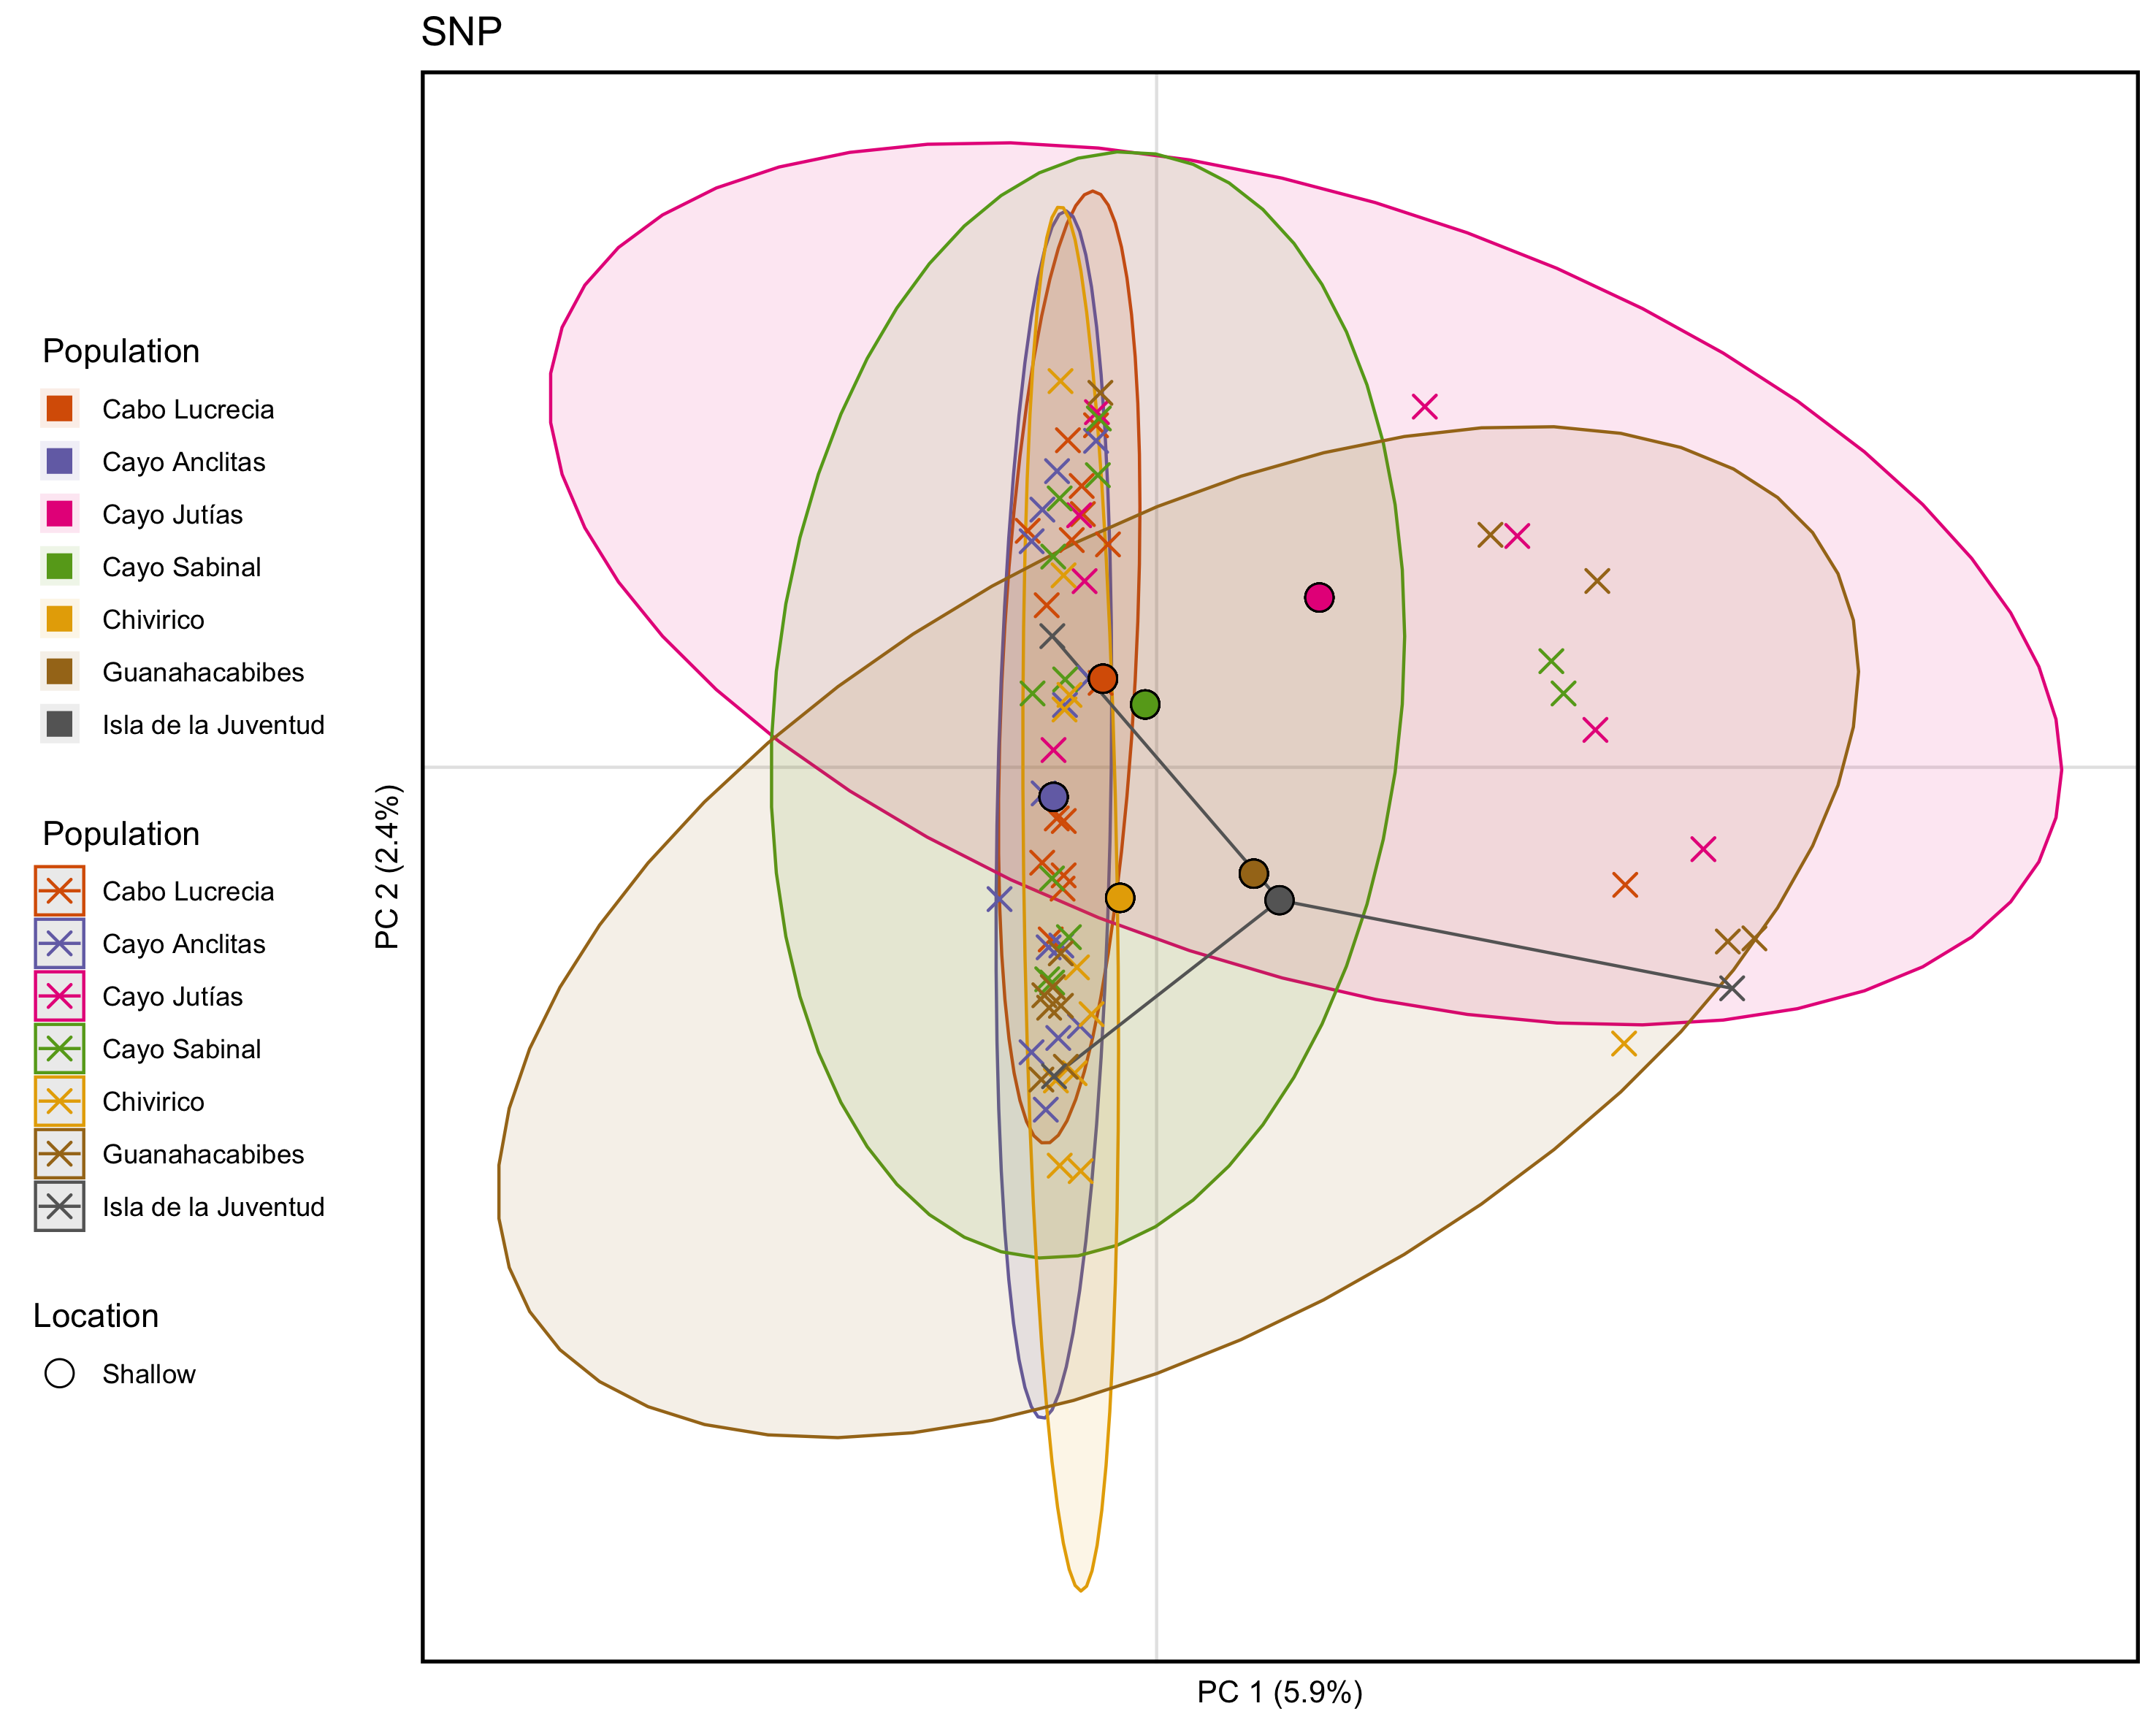 SNP
Population
Cabo Lucrecia
Cayo Anclitas
Cayo Jutías
Cayo Sabinal
Chivirico
Guanahacabibes
Isla de la Juventud
Population
Cabo Lucrecia
Cayo Anclitas
Cayo Jutías
Cayo Sabinal
Chivirico
Guanahacabibes
Isla de la Juventud
Location
Shallow
PC 2 (2.4%)
PC 1 (5.9%)